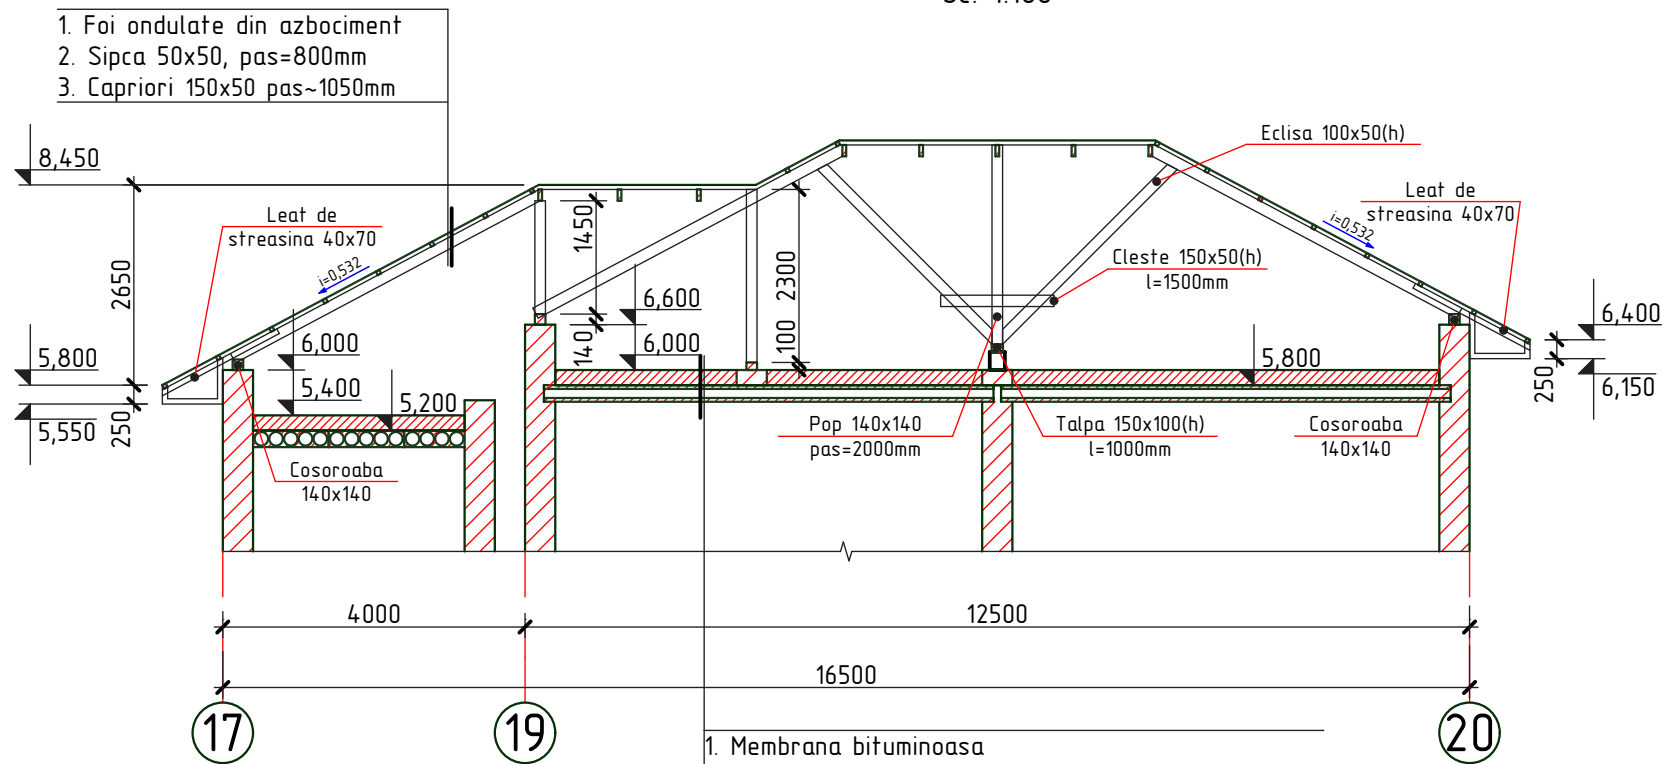 1. Foi ondulate din azbociment
2. Sipca 50x50, pas=800mm
3. Capriori 150x50 pas~1050mm
8,450
2650
5,800
250
5,550
Leat de
streasina 40x70
i=0,532
6,000
5,400
5,200
Cosoroaba
140x140
1450
140
6,600
6,000
2300
100
Eclisa 100x50(h)
Cleste 150x50(h)
l=1500mm
Leat de
streasina 40x70
i=0,532
5,800
6,400
250
6,150
Pop 140x140
pas=2000mm
Talpa 150x100(h)
l=1000mm
Cosoroaba
140x140
4000
12500
16500
17
19
20
1. Membrana bituminoasa